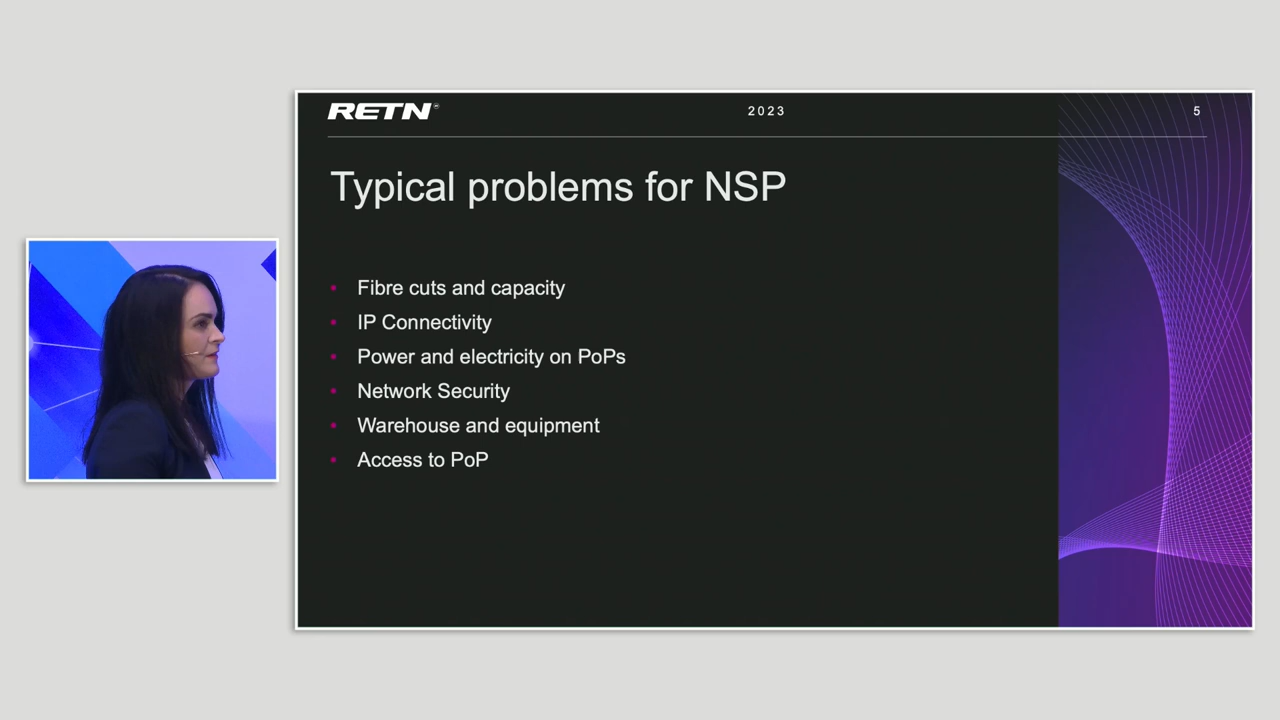 RETN
2023
5
Typical problems for NSP
• Fibre cuts and capacity
• IP Connectivity
• Power and electricity on PoPs
• Network Security
• Warehouse and equipment
• Access to PoP